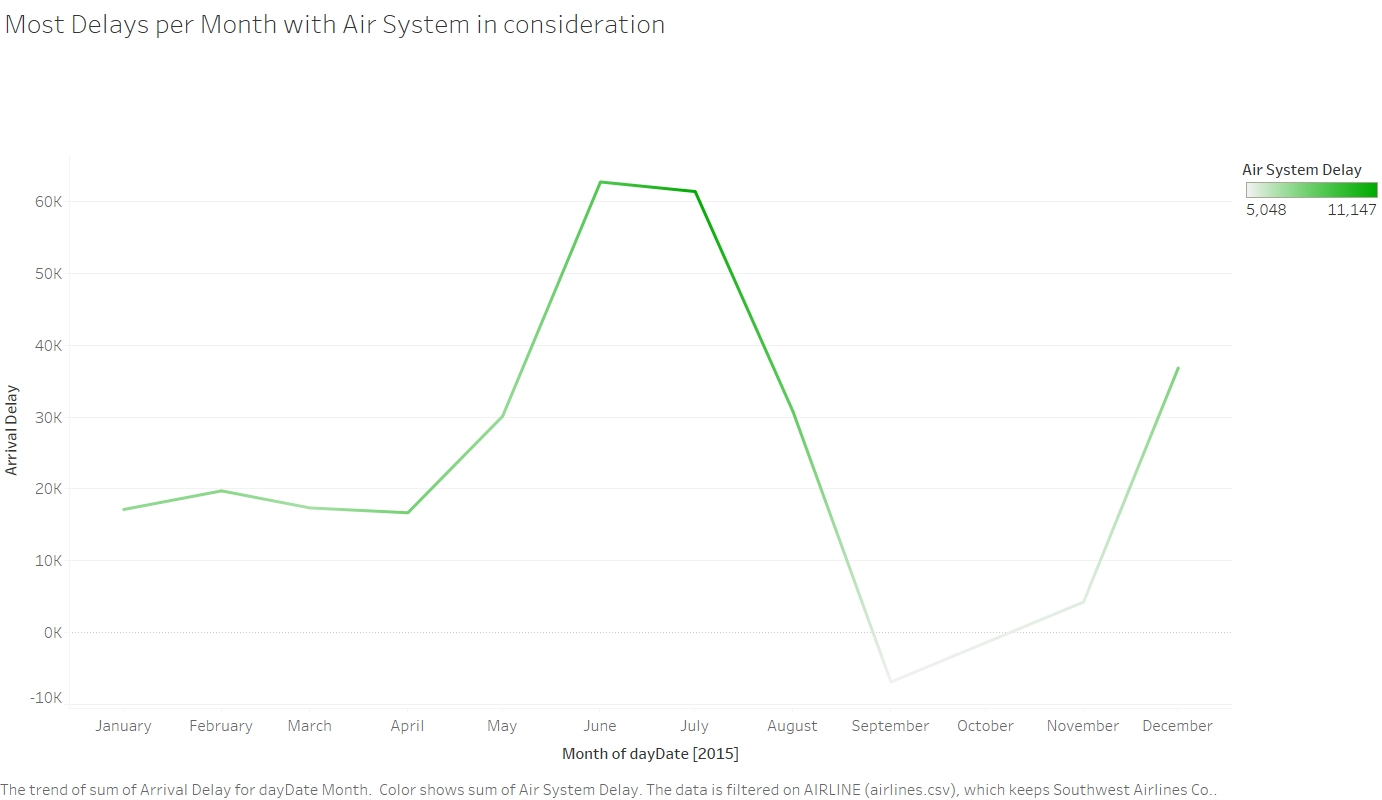 Most Delays per Month with Air System in consideration
Air System Delay
5,048 11,147
60K
50K
40K
30K
20K
10K
0K
-10K
Arrival Delay
January February March April May June July August September October November December
Month of dayDate [2015]
The trend of sum of Arrival Delay for dayDate Month.  Color shows sum of Air System Delay. The data is filtered on AIRLINE (airlines.csv), which keeps Southwest Airlines Co..